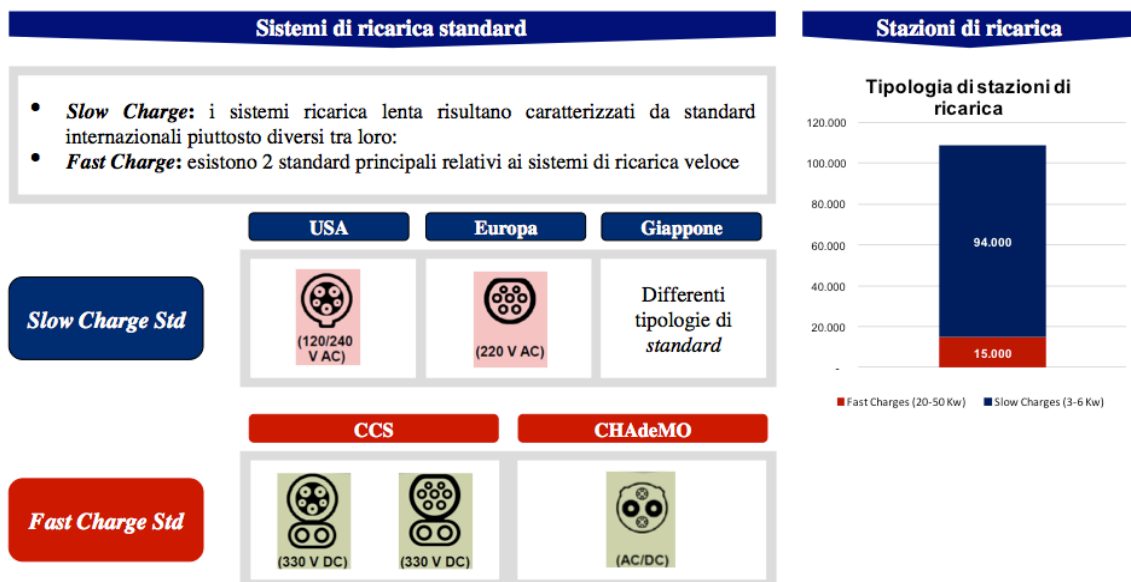 Sistemi di ricarica standard
• Slow Charge: i sistemi ricarica lenta risultano caratterizzati da standard
internazionali piuttosto diversi tra loro:
• Fast Charge: esistono 2 standard principali relativi ai sistemi di ricarica veloce
USA
Europa
Giappone
Slow Charge Std
(120/240
V AC)
(220 V AC)
Differenti
tipologie di
standard
CCS
CHAdeMO
Fast Charge Std
(330 V DC)
(330 V DC)
(AC/DC)
Stazioni di ricarica
Tipologia di stazioni di
ricarica
120.000
100.000
80.000
60.000
40.000
20.000
-
94.000
15.000
Fast Charges (20-50 Kw)
Slow Charges (3-6 Kw)